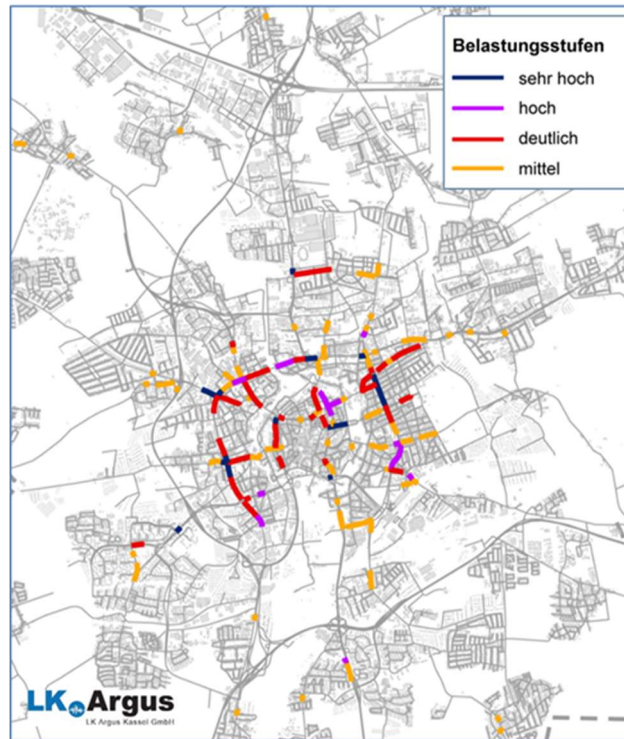 Belastungsstufen
sehr hoch
hoch
deutlich
mittel
LK Argus
LK Argus Kassel GmbH